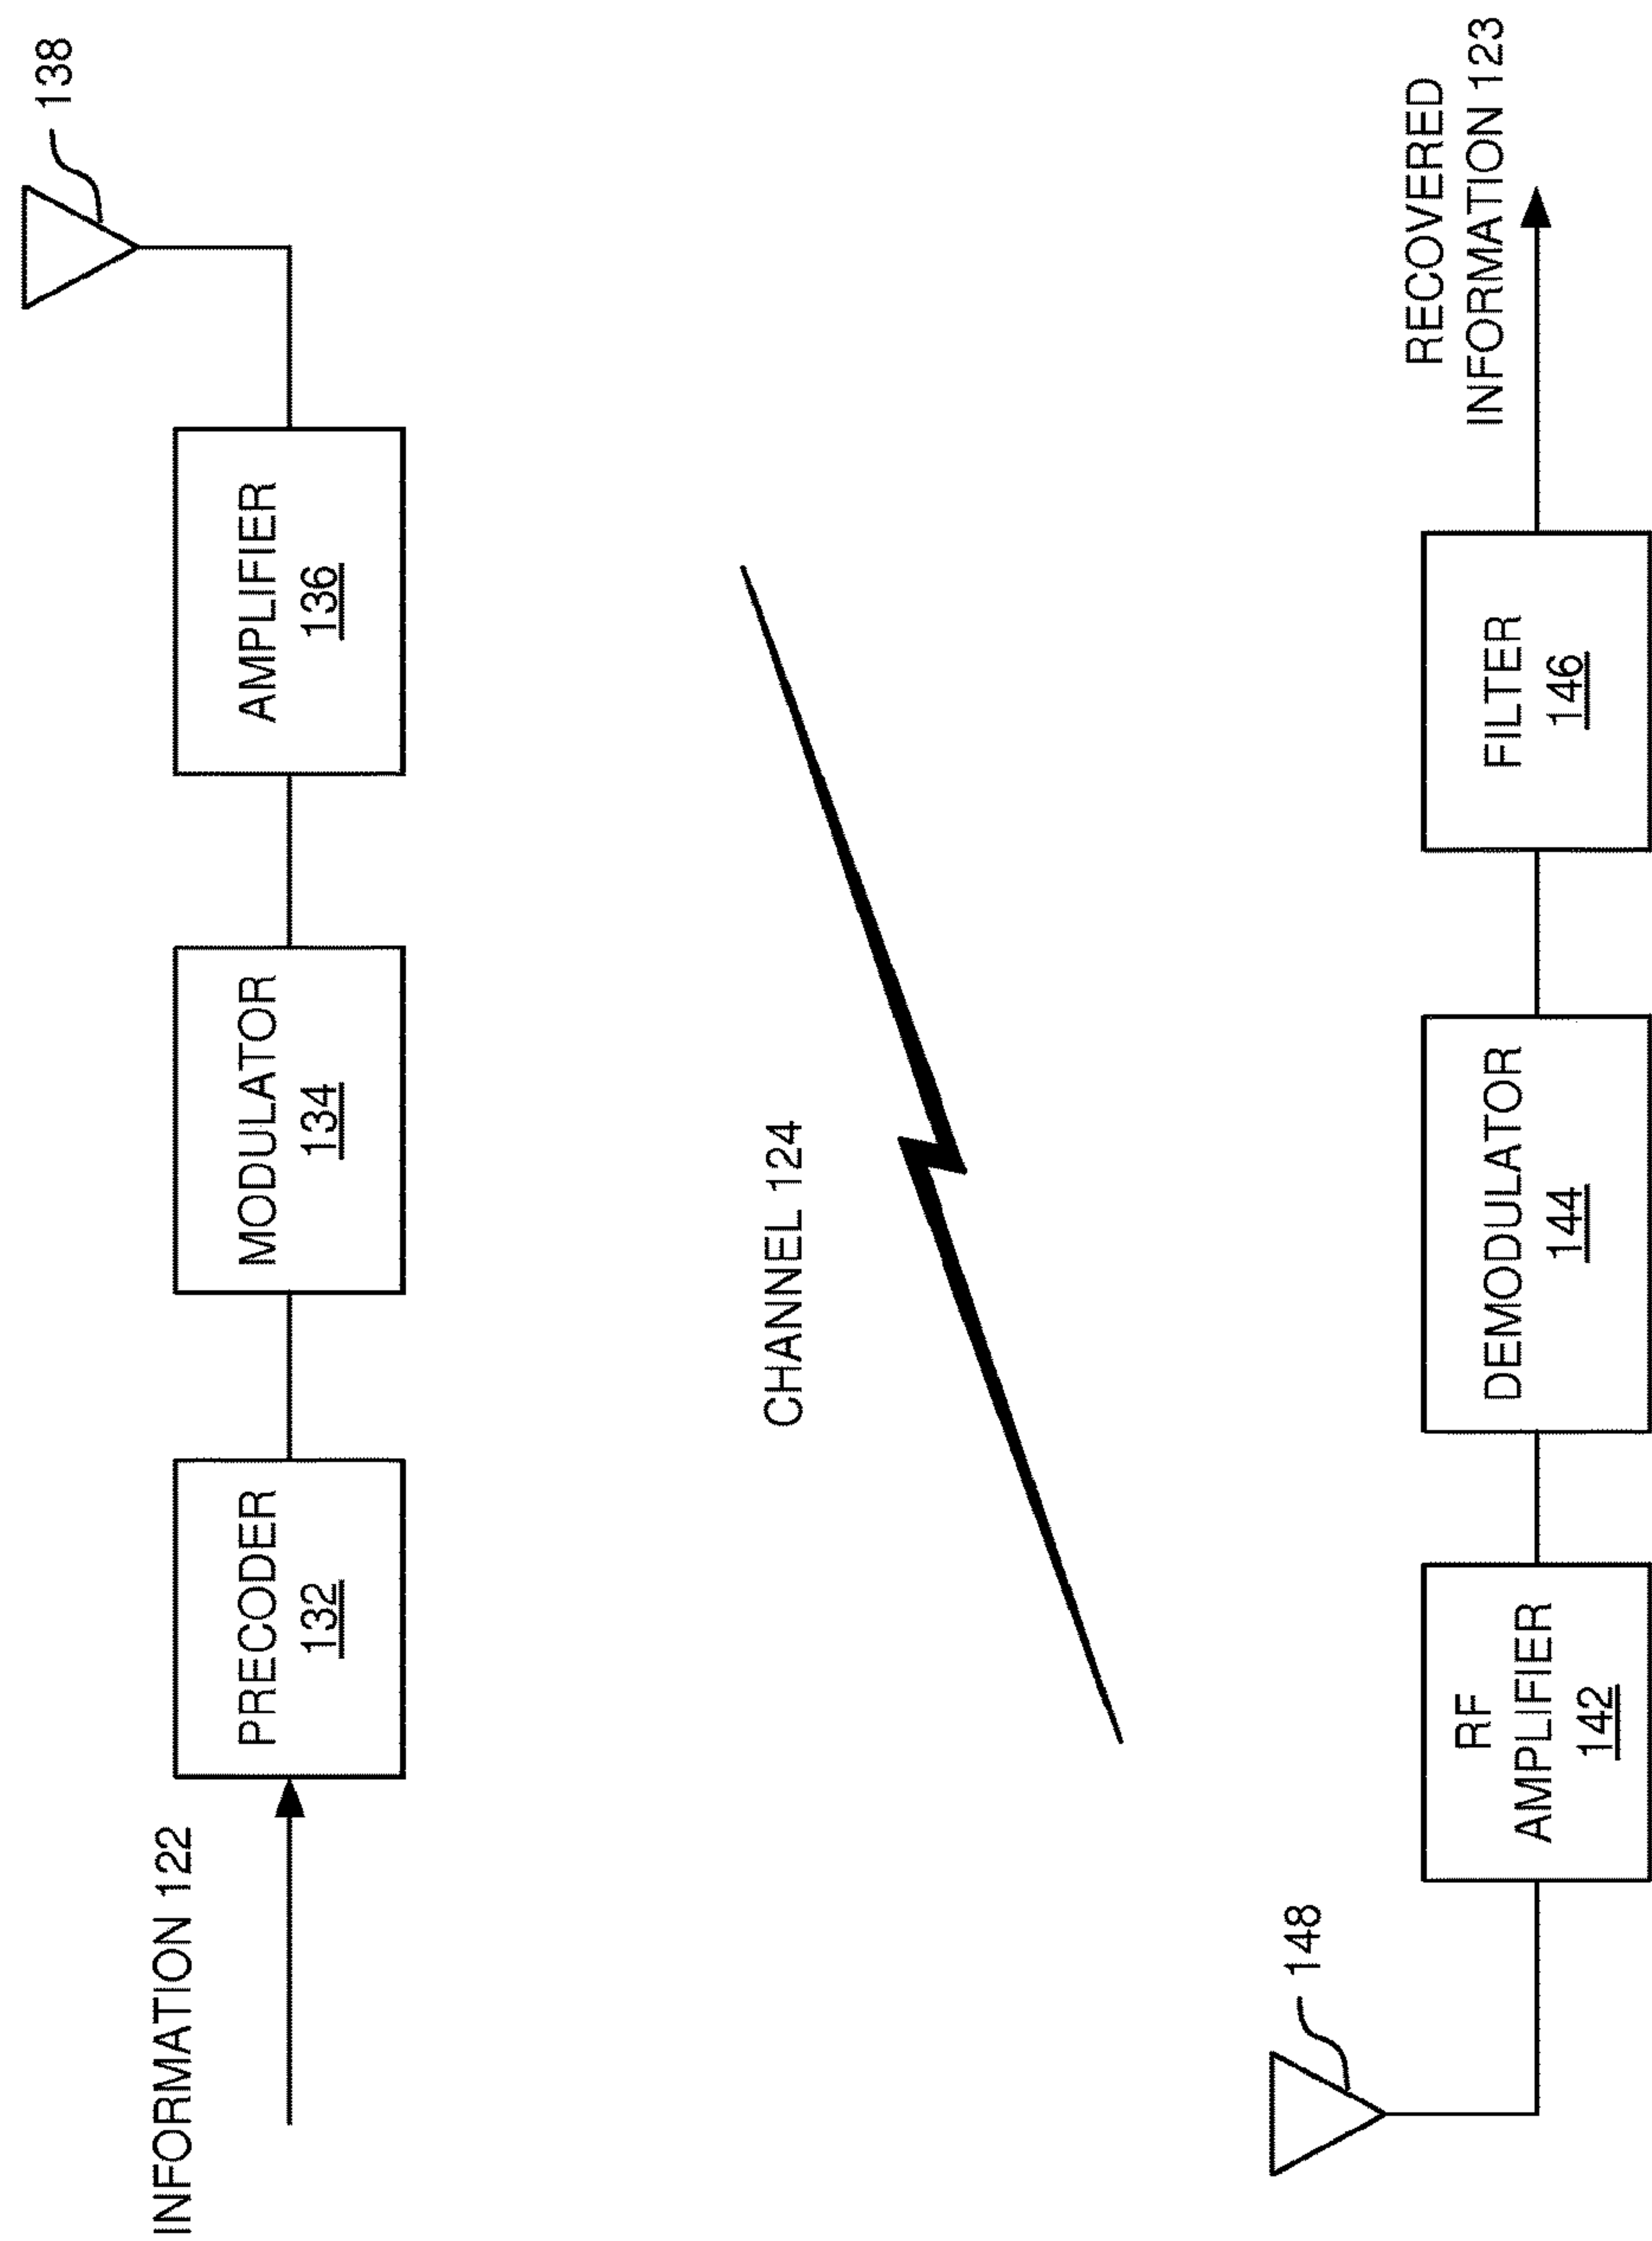 138
INFORMATION 122
PRECODER
132
MODULATOR
134
AMPLIFIER
136
CHANNEL 124
148
RF
AMPLIFIER
142
DEMODULATOR
144
FILTER
146
RECOVERED
INFORMATION 123